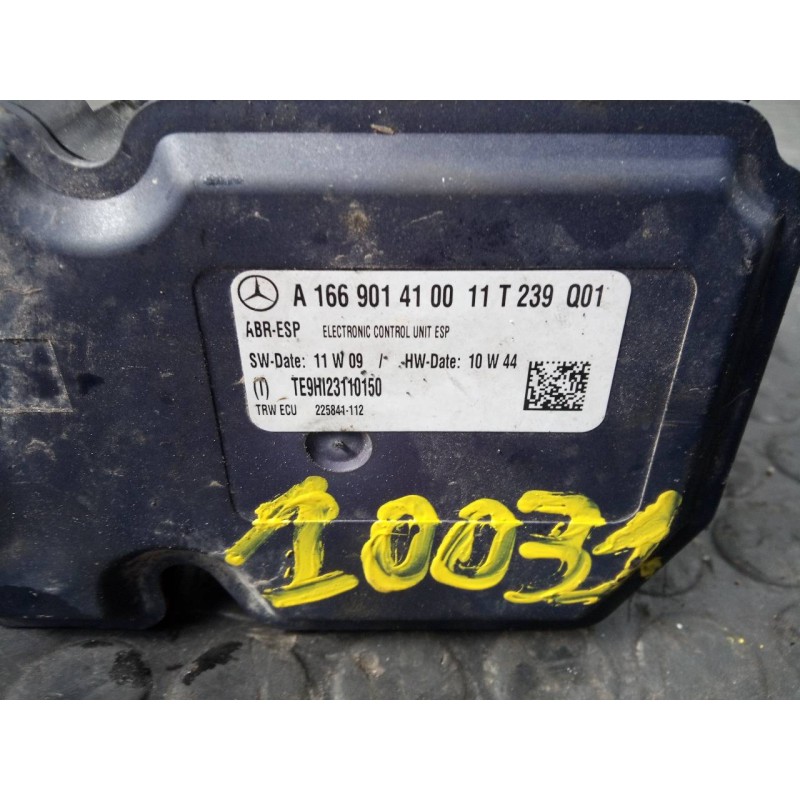 A 166 901 41 00 11 T 239 Q01
ABR-ESP ELECTRONIC CONTROL UNIT ESP
SW-Date: 11 W 09 / HW-Date: 10 W 44
(1) TE9HI23110150
TRW ECU 225841-112
10031